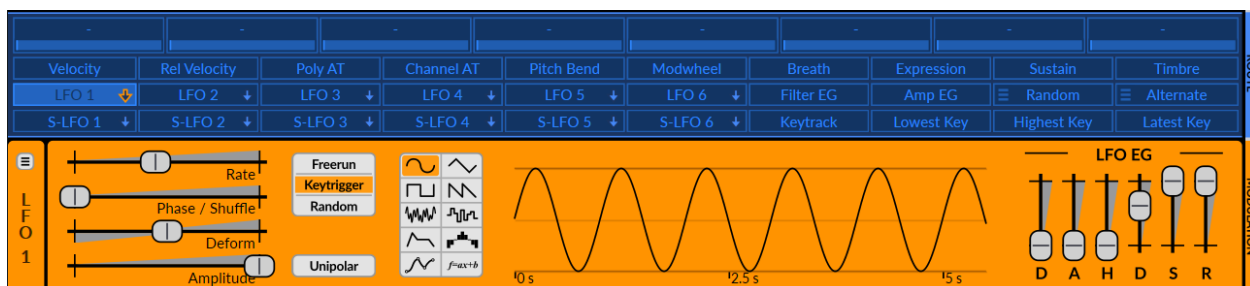 - - - - - - - -
Velocity Rel Velocity Poly AT Channel AT Pitch Bend Modwheel Breath Expression Sustain Timbre
LFO 1 LFO 2 LFO 3 LFO 4 LFO 5 LFO 6 Filter EG Amp EG Random Alternate
S-LFO 1 S-LFO 2 S-LFO 3 S-LFO 4 S-LFO 5 S-LFO 6 Keytrack Lowest Key Highest Key Latest Key
LFO 1
Rate
Phase / Shuffle
Deform
Amplitude
Freerun
Keytrigger
Random
Unipolar
f=ax+b
0 s 2.5 s 5 s
LFO EG
D A H D S R